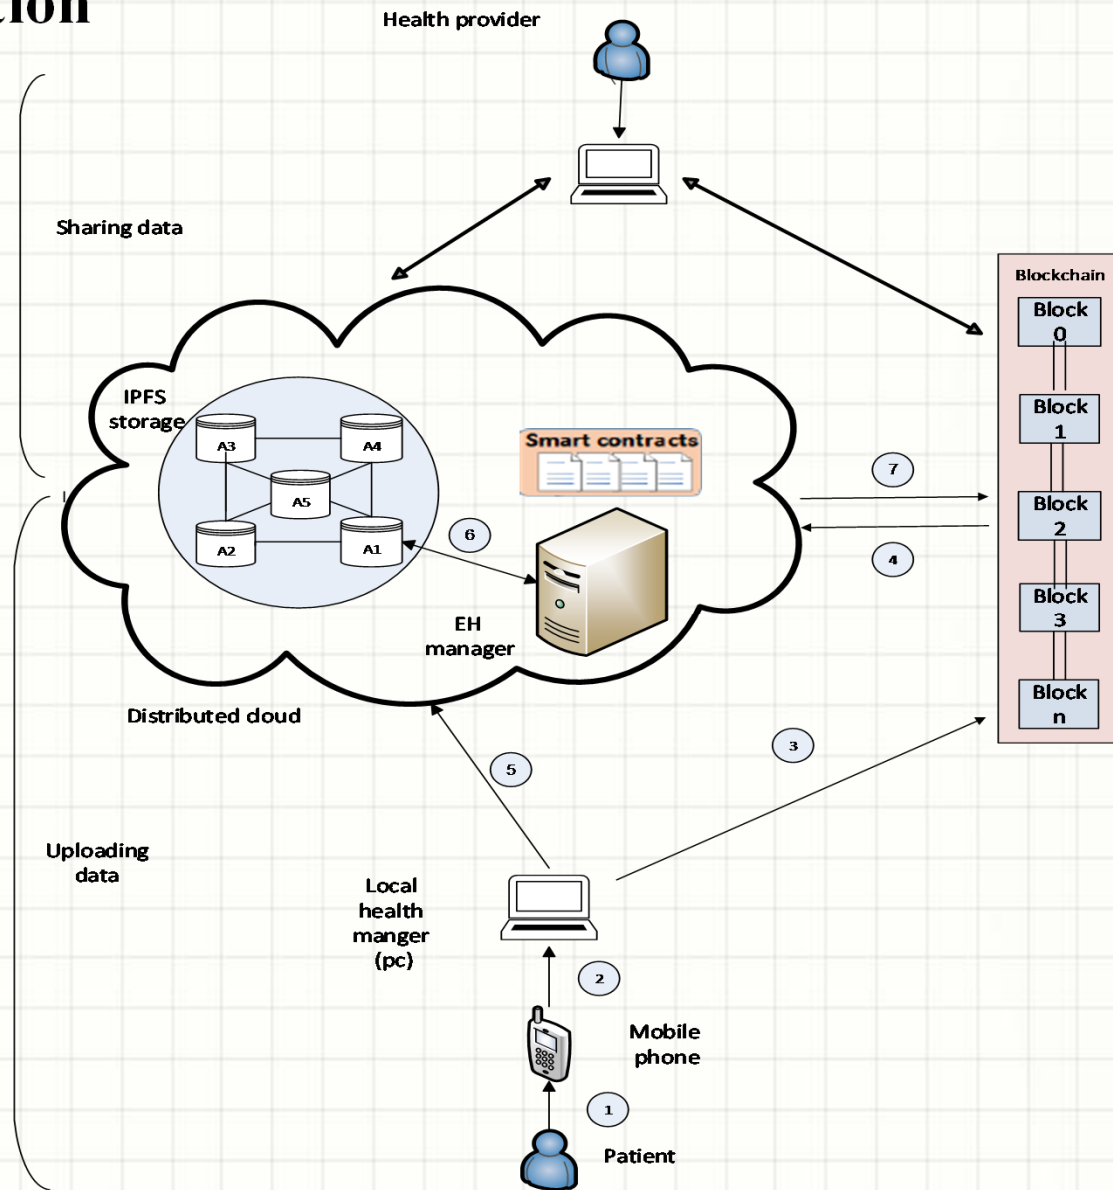 Health provider
Sharing data
Blockchain
Block
0
Block
1
Block
2
Block
3
Block
n
IPFS
storage
A3
A4
A5
A2
A1
Smart contracts
6
7
4
EH
manager
Distributed cloud
3
5
Uploading
data
Local
health
manger
(pc)
2
Mobile
phone
1
Patient